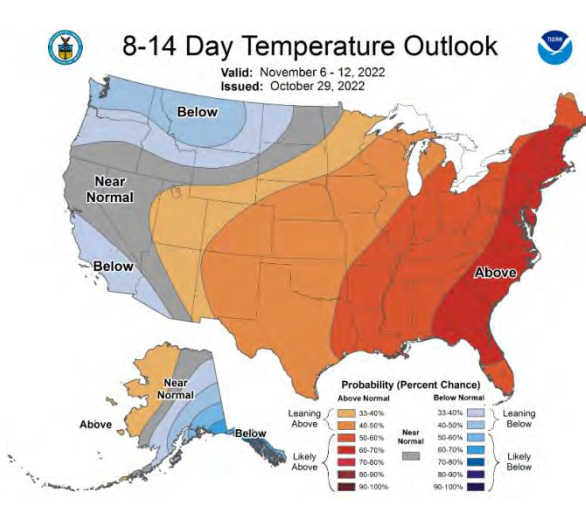 8-14 Day Temperature Outlook
Valid: November 6 - 12, 2022
Issued: October 29, 2022
NOAA
Below
Near
Normal
Below
Above
Near
Normal
Above
Below
Probability (Percent Chance)
Above Normal
Below Normal
Leaning
Above
33-40%
40-50%
Likely
Above
50-60%
60-70%
70-80%
80-90%
90-100%
Near
Normal
33-40%
40-50%
Leaning
Below
50-60%
60-70%
70-80%
80-90%
90-100%
Likely
Below